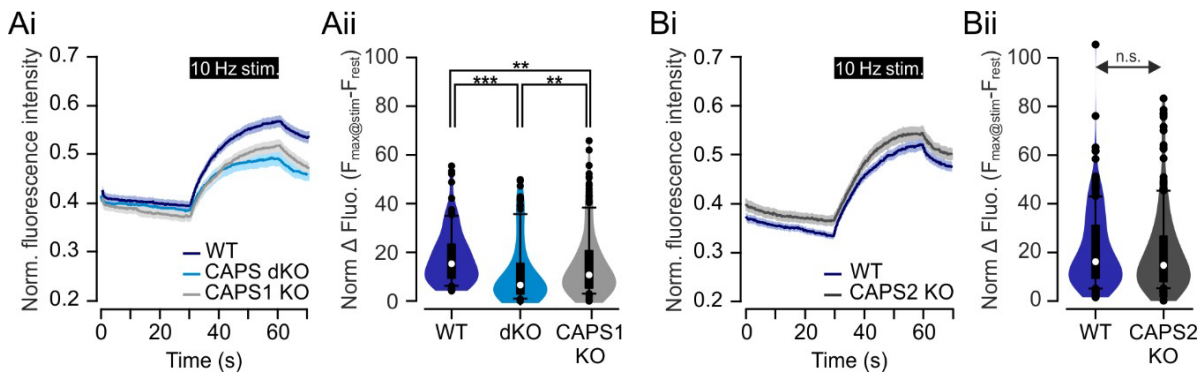 Ai
Norm. fluorescence intensity
0.7
0.6
0.5
0.4
0.3
0.2
10 Hz stim.
WT
CAPS dKO
CAPS1 KO
0 20 40 60
Time (s)
Aii
Norm Δ Fluo. (Fmax@stim-Frest)
100
80
60
40
20
0
**
*** **
WT dKO CAPS1
KO
Bi
Norm. fluorescence intensity
0.7
0.6
0.5
0.4
0.3
0.2
10 Hz stim.
WT
CAPS2 KO
0 20 40 60
Time (s)
Bii
Norm Δ Fluo. (Fmax@stim-Frest)
100
80
60
40
20
0
n.s.
WT CAPS2
KO